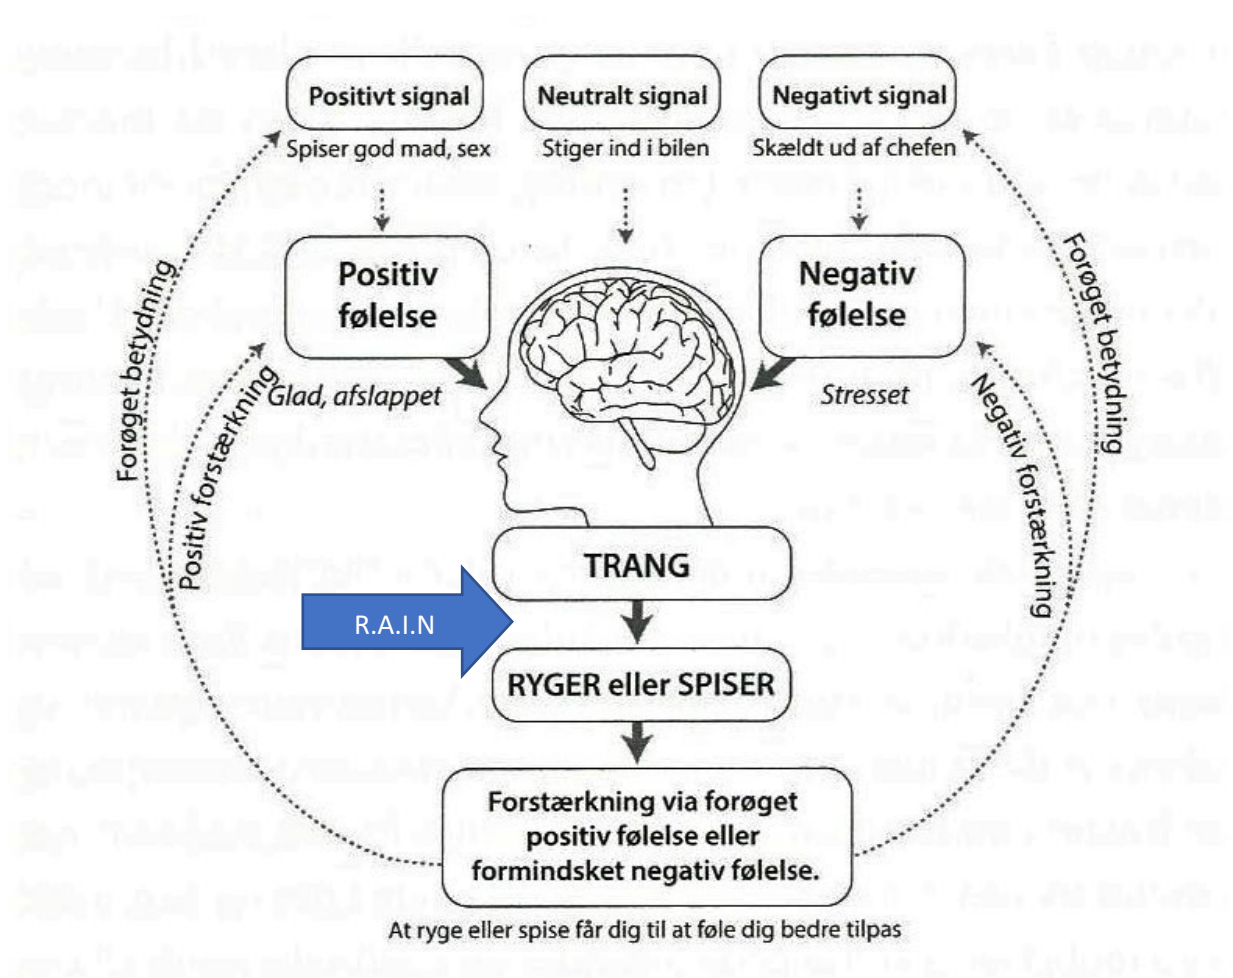 Positivt signal
Neutralt signal
Negativt signal
Spiser god mad, sex
Stiger ind i bilen
Skældt ud af chefen
Positiv
følelse
Negativ
følelse
Glad, afslappet
Stresset
Forøget betydning
Positiv forstærkning
Forøget betydning
Negativ forstærkning
TRANG
R.A.I.N
RYGER eller SPISER
Forstærkning via forøget
positiv følelse eller
formindsket negativ følelse.
At ryge eller spise får dig til at føle dig bedre tilpas